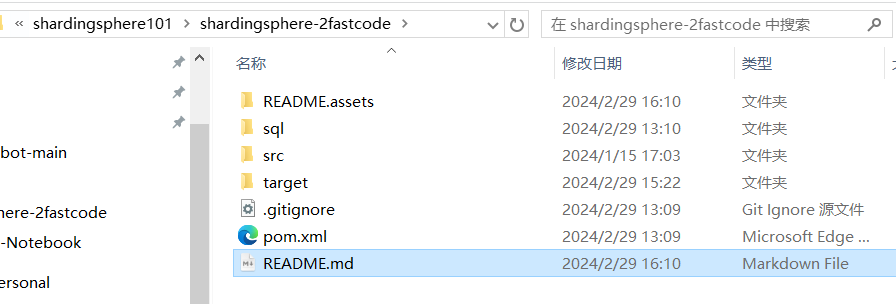 « shardingsphere101 › shardingsphere-2fastcode ›
在 shardingsphere-2fastcode 中搜索
名称 修改日期 类型
README.assets 2024/2/29 16:10 文件夹
sql 2024/2/29 13:10 文件夹
bot-main
src 2024/1/15 17:03 文件夹
target 2024/2/29 15:22 文件夹
here-2fastcode
.gitignore 2024/2/29 13:09 Git Ignore 源文件
-Notebook
pom.xml 2024/2/29 13:09 Microsoft Edge ...
README.md 2024/2/29 16:10 Markdown File
ersonal